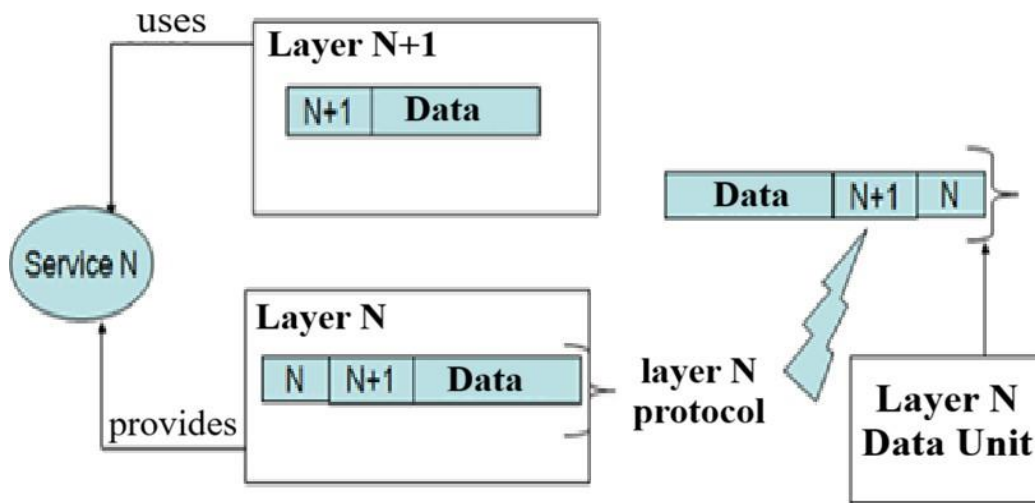 uses
Layer N+1
N+1 Data
Service N
provides
Layer N
N N+1 Data
layer N
protocol
Data N+1 N
Layer N
Data Unit